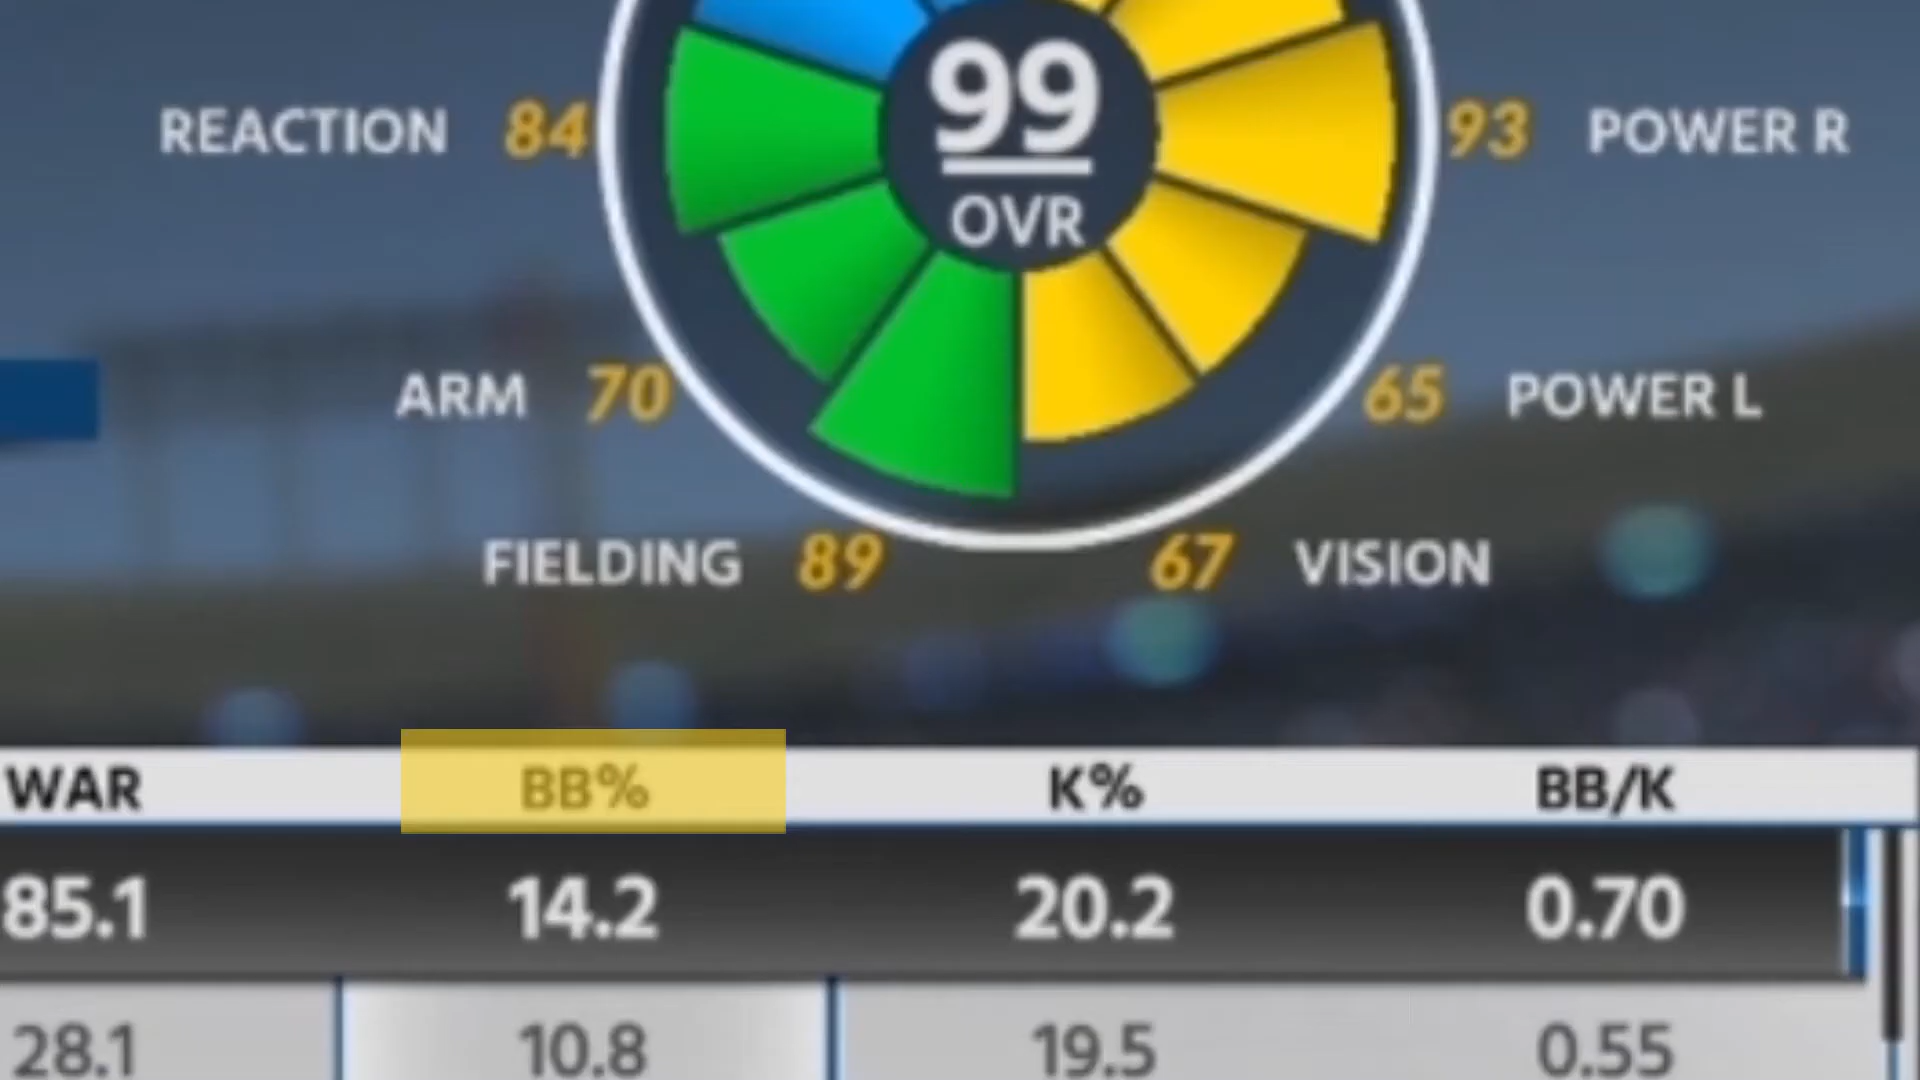 99
OVR
REACTION 84
93 POWER R
ARM 70
65 POWER L
FIELDING 89
67 VISION
WAR BB% K% BB/K
85.1 14.2 20.2 0.70
28.1 10.8 19.5 0.55